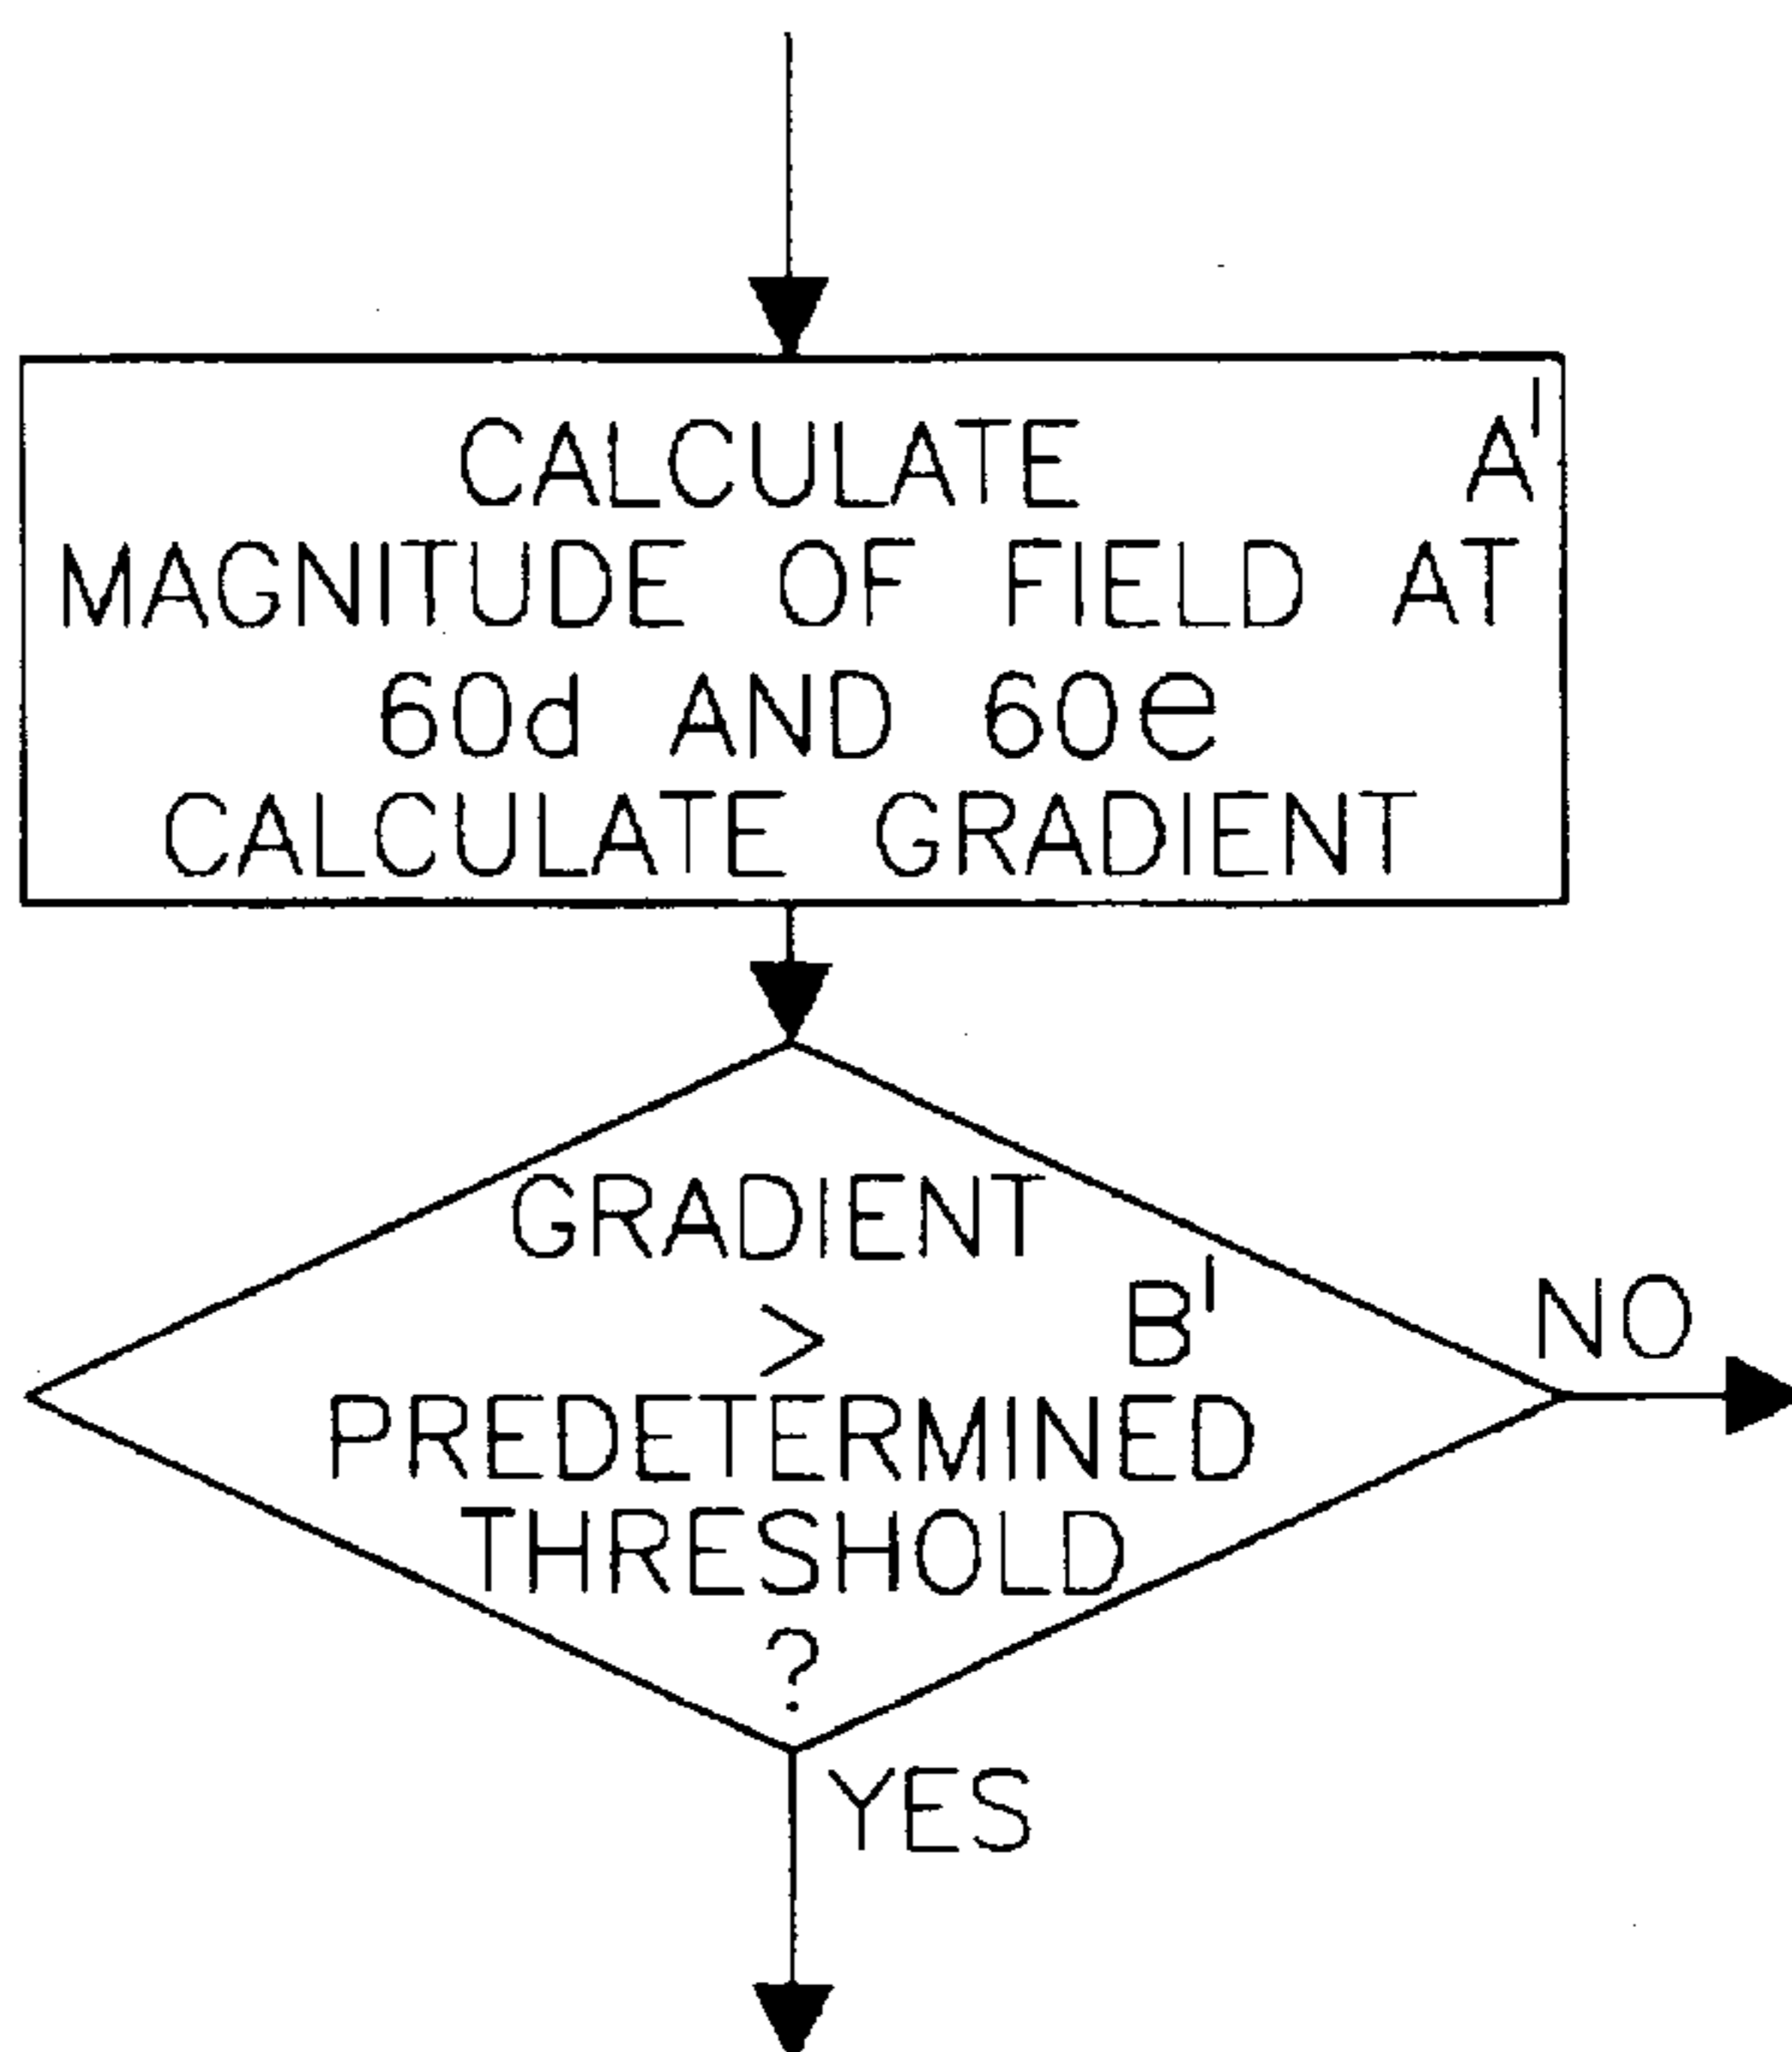 CALCULATE A'
MAGNITUDE OF FIELD AT
60d AND 60e
CALCULATE GRADIENT
GRADIENT
> B'
PREDETERMINED
THRESHOLD
?
NO
YES